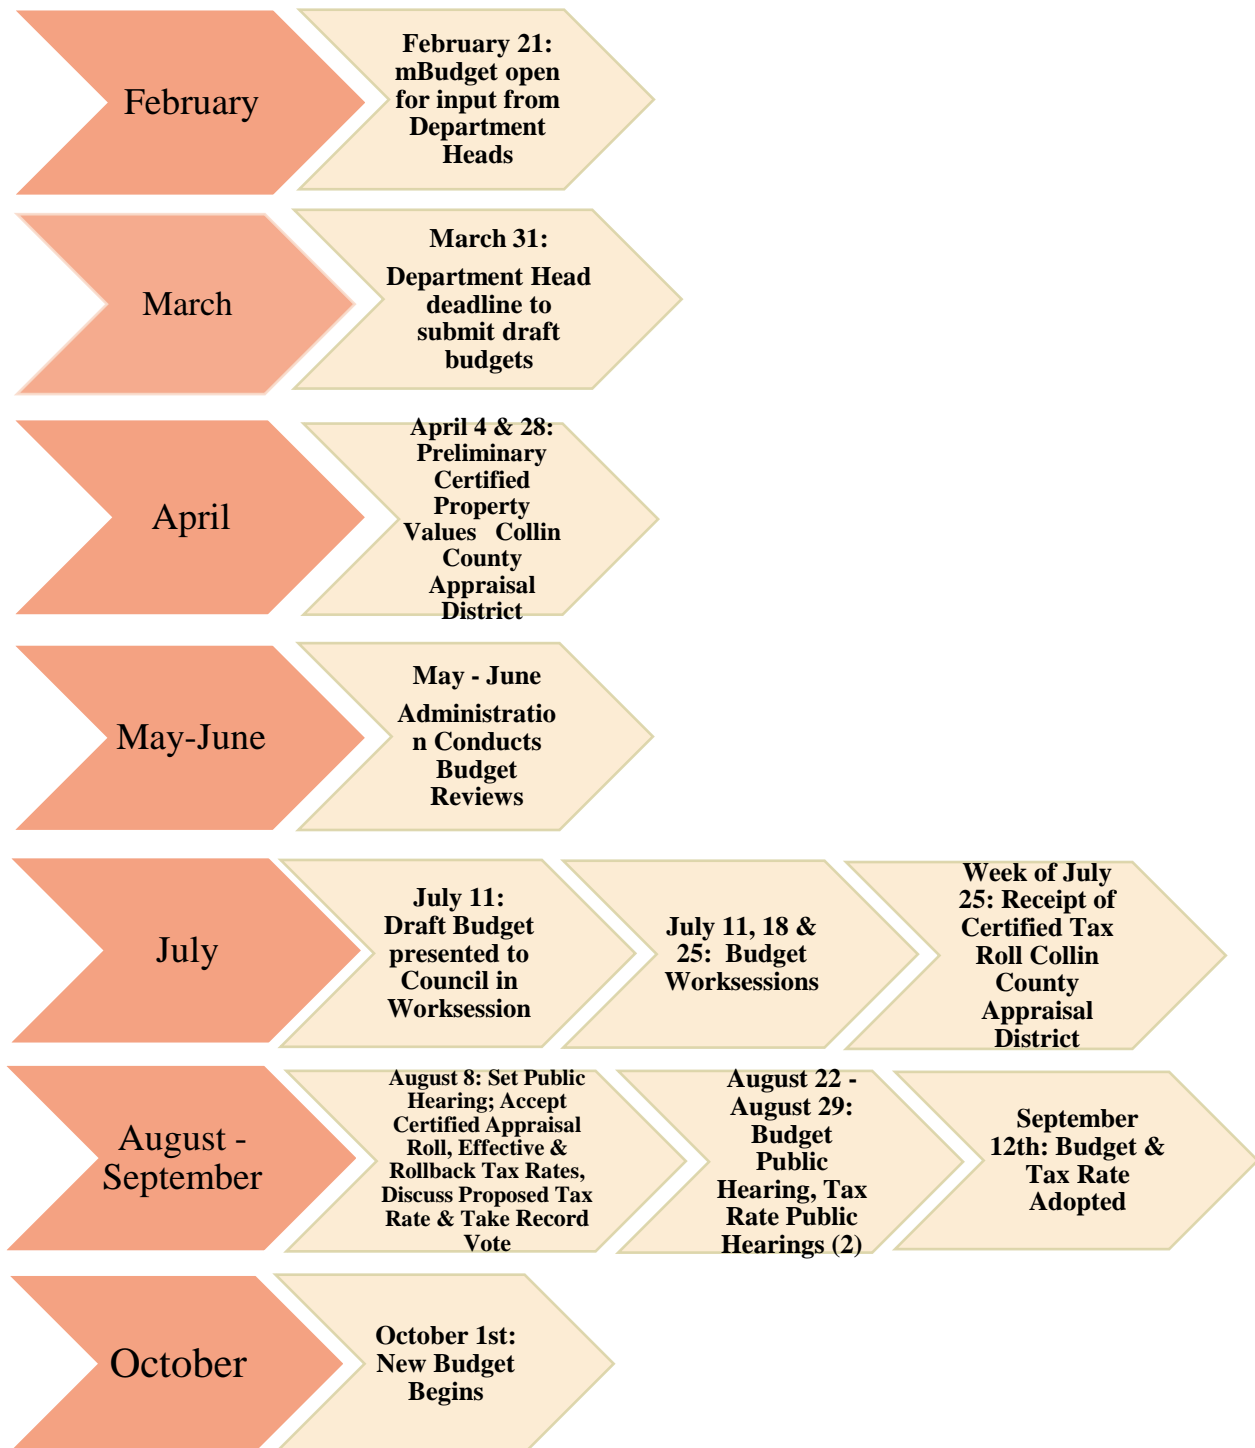 February
February 21:
mBudget open
for input from
Department
Heads
March
March 31:
Department Head
deadline to
submit draft
budgets
April
April 4 & 28:
Preliminary
Certified
Property
Values Collin
County
Appraisal
District
May-June
May - June
Administratio
n Conducts
Budget
Reviews
July
July 11:
Draft Budget
presented to
Council in
Worksession
July 11, 18 &
25: Budget
Worksessions
Week of July
25: Receipt of
Certified Tax
Roll Collin
County
Appraisal
District
August -
September
August 8: Set Public
Hearing; Accept
Certified Appraisal
Roll, Effective &
Rollback Tax Rates,
Discuss Proposed Tax
Rate & Take Record
Vote
August 22 -
August 29:
Budget
Public
Hearing, Tax
Rate Public
Hearings (2)
September
12th: Budget &
Tax Rate
Adopted
October
October 1st:
New Budget
Begins